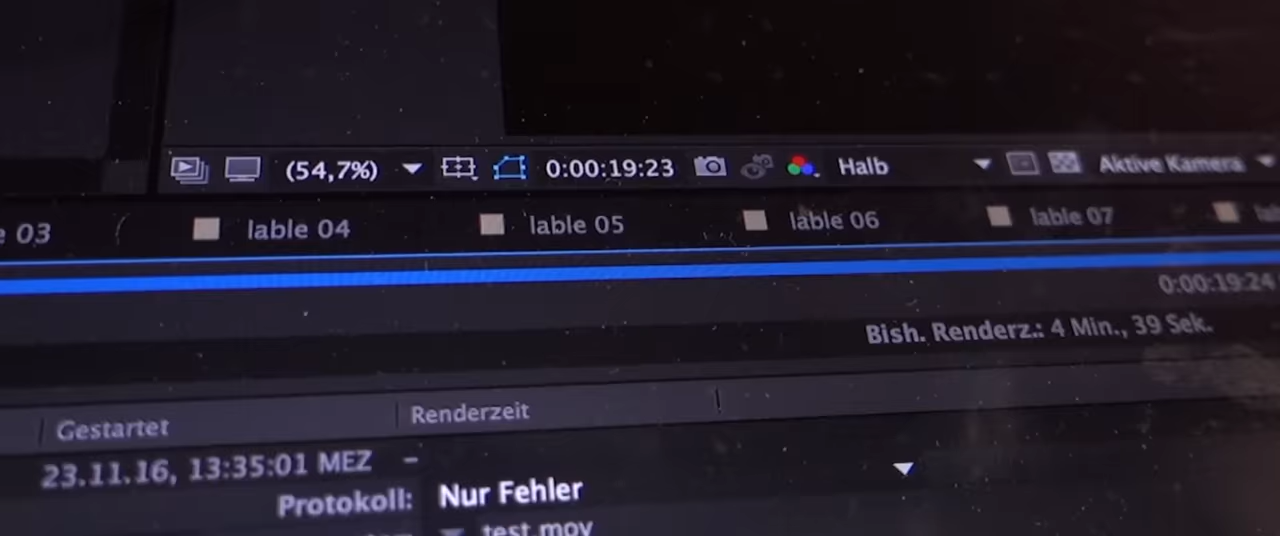 (54,7%) 0:00:19:23 Halb Aktive Kamera
03 lable 04 lable 05 lable 06 lable 07
0:00:19:24
Bish. Renderz.: 4 Min., 39 Sek.
Gestartet Renderzeit
23.11.16, 13:35:01 MEZ –
Protokoll: Nur Fehler
test.mov